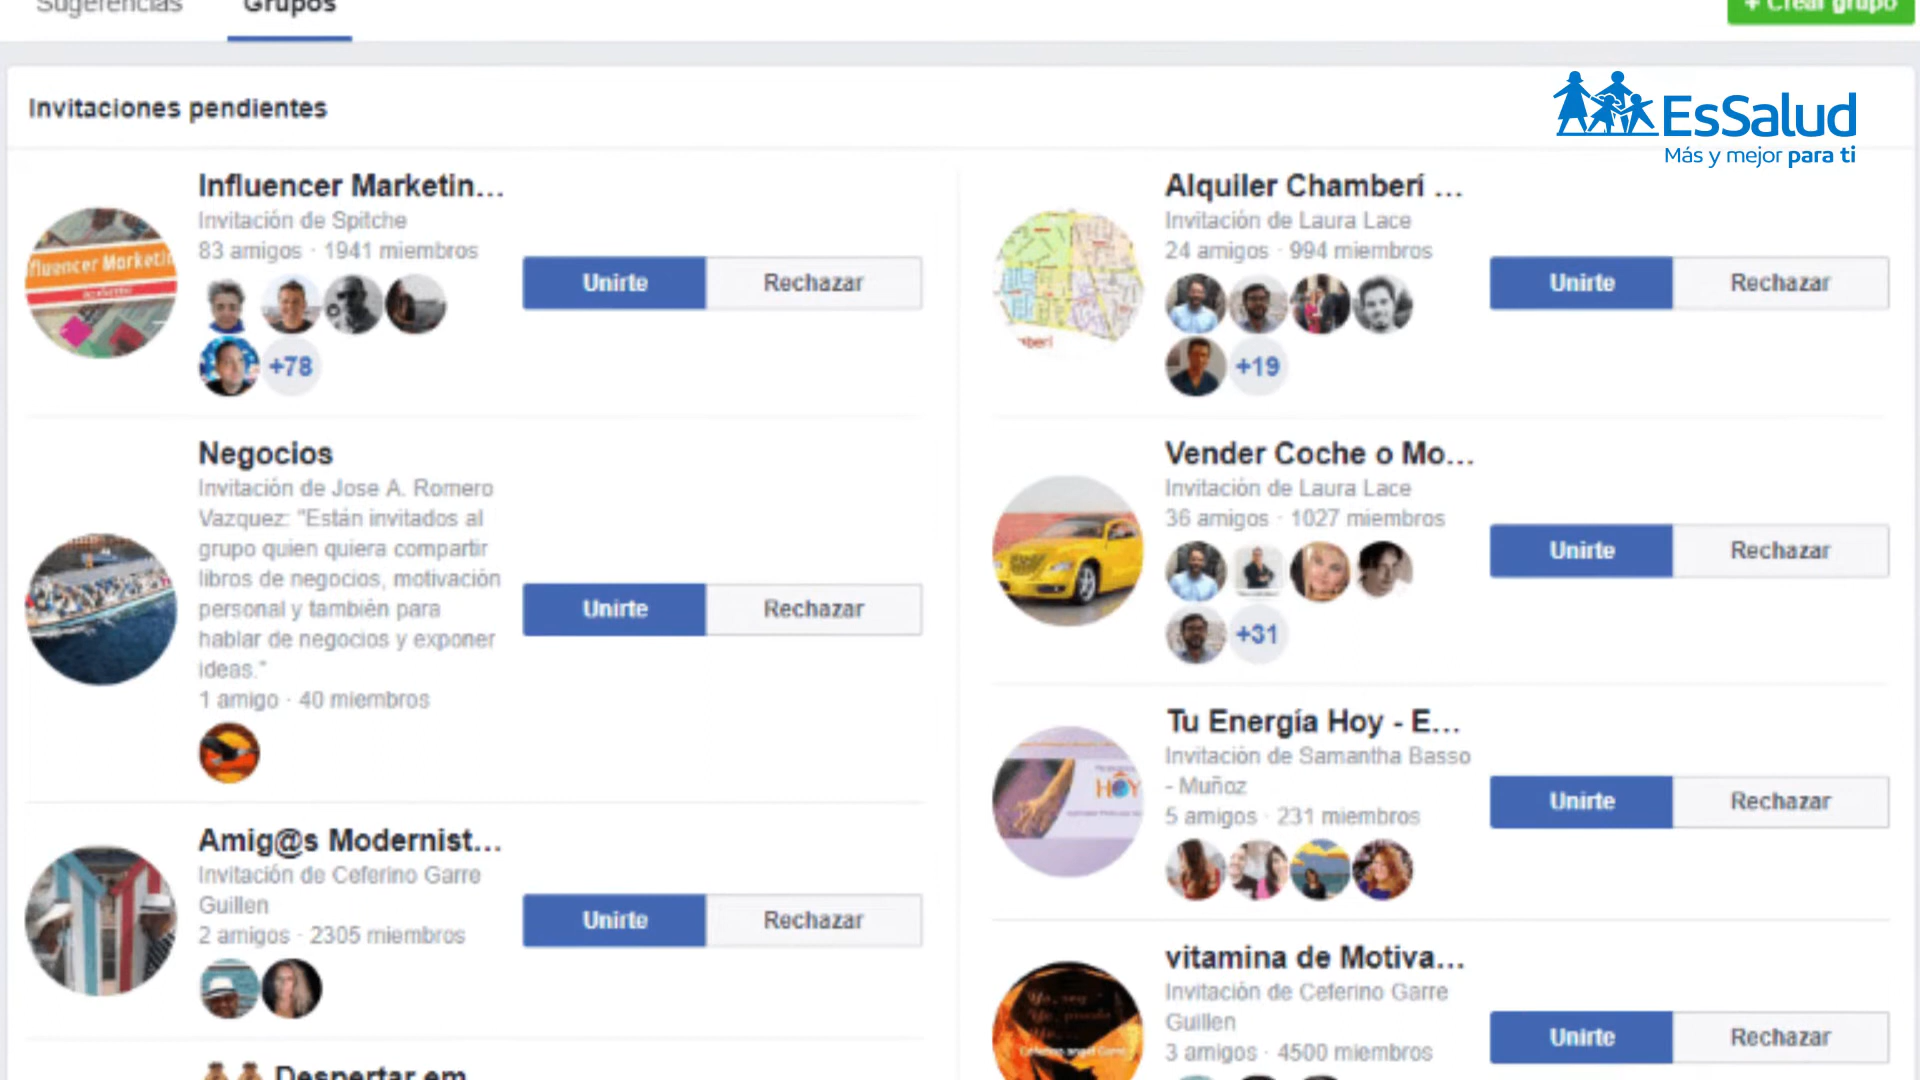 Sugerencias
Grupos
+ Crear grupo
Invitaciones pendientes
EsSalud
Más y mejor para ti
Influencer Marketin...
Invitación de Spitche
83 amigos · 1941 miembros
+78
Unirte
Rechazar
Negocios
Invitación de Jose A. Romero
Vazquez: "Están invitados al
grupo quien quiera compartir
libros de negocios, motivación
personal y también para
hablar de negocios y exponer
ideas."
1 amigo · 40 miembros
Unirte
Rechazar
Amig@s Modernist...
Invitación de Ceferino Garre
Guillen
2 amigos · 2305 miembros
Unirte
Rechazar
Despertar em
Alquiler Chamberí ...
Invitación de Laura Lace
24 amigos · 994 miembros
+19
Unirte
Rechazar
Vender Coche o Mo...
Invitación de Laura Lace
36 amigos · 1027 miembros
+31
Unirte
Rechazar
Tu Energía Hoy - E...
Invitación de Samantha Basso
- Muñoz
5 amigos · 231 miembros
HOY
Unirte
Rechazar
vitamina de Motiva...
Invitación de Ceferino Garre
Guillen
3 amigos · 4500 miembros
Unirte
Rechazar